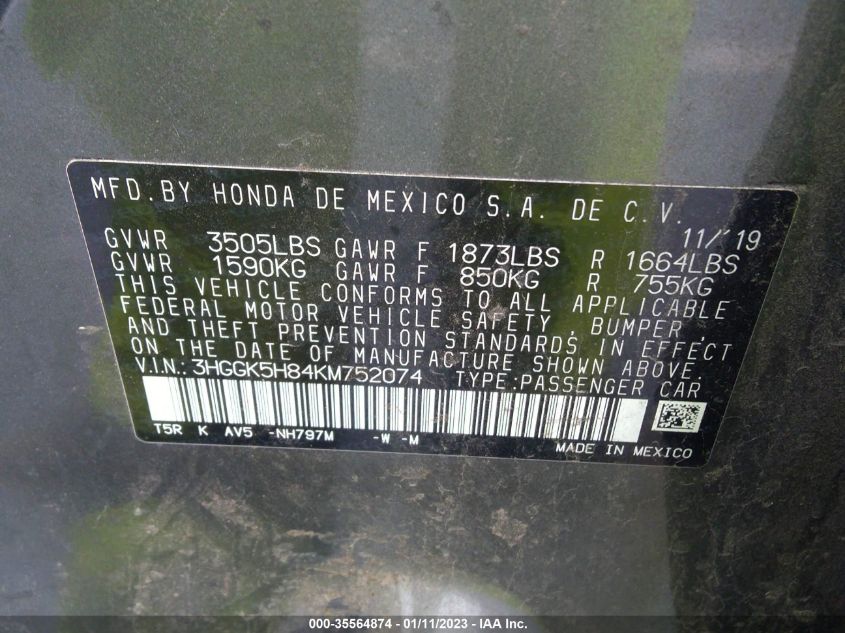 MFD.BY HONDA DE MEXICO S.A. DE C.V.
11/'19
GVWR 3505LBS GAWR F 1873LBS R 1664LBS
GVWR 1590KG GAWR F 850KG R 755KG
THIS VEHICLE CONFORMS TO ALL APPLICABLE
FEDERAL MOTOR VEHICLE SAFETY, BUMPER,
AND THEFT PREVENTION STANDARDS IN EFFECT
ON THE DATE OF MANUFACTURE SHOWN ABOVE.
V.I.N.: 3HGGK5H84KM752074 TYPE:PASSENGER CAR
T5R K AV5 -NH797M -W -M
MADE IN MEXICO
000-35564874 - 01/11/2023 - IAA Inc.